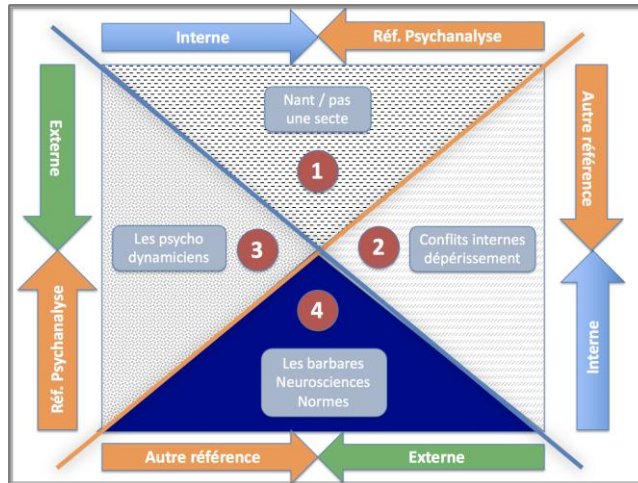 Interne
Réf. Psychanalyse
Externe
Réf. Psychanalyse
Nant / pas
une secte
1
Autre référence
Interne
Les psycho
dynamiciens
3
2
Conflits internes
dépérissement
4
Les barbares
Neurosciences
Normes
Autre référence
Externe